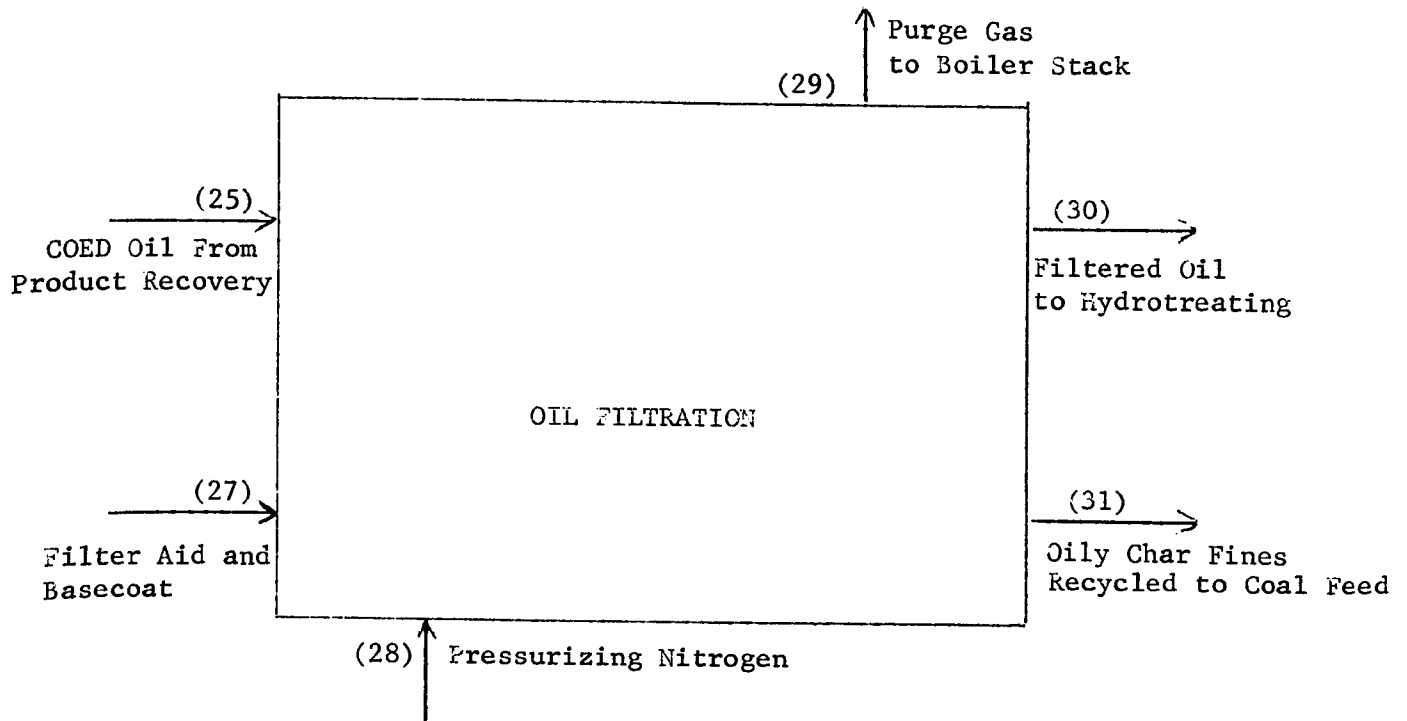 Purge Gas
to Boiler Stack
(29)
(25)
COED Oil From
Product Recovery
(30)
Filtered Oil
to Hydrotreating
OIL FILTRATION
(27)
Filter Aid and
Basecoat
(31)
Oily Char Fines
Recycled to Coal Feed
(28)
Pressurizing Nitrogen